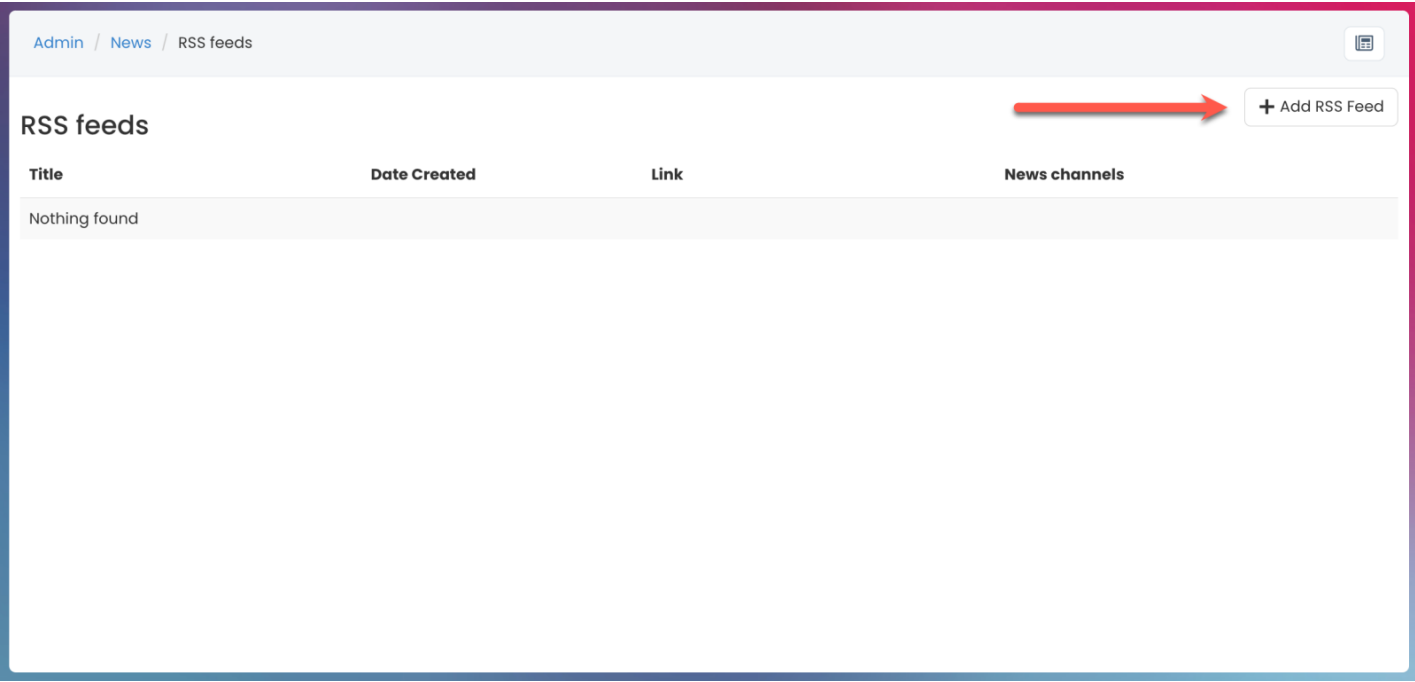 Admin / News / RSS feeds
+ Add RSS Feed
RSS feeds
Title Date Created Link News channels
Nothing found